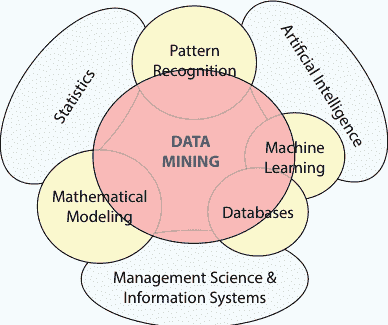 Pattern
Recognition
Statistics
Artificial Intelligence
DATA
MINING
Machine
Learning
Mathematical
Modeling
Databases
Management Science &
Information Systems